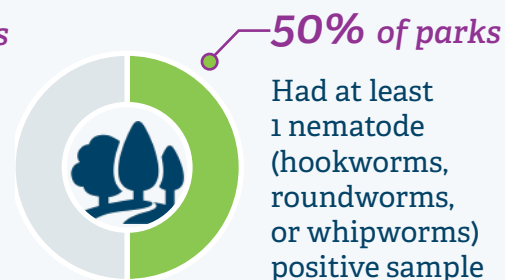 50% of parks
Had at least
1 nematode
(hookworms,
roundworms,
or whipworms)
positive sample